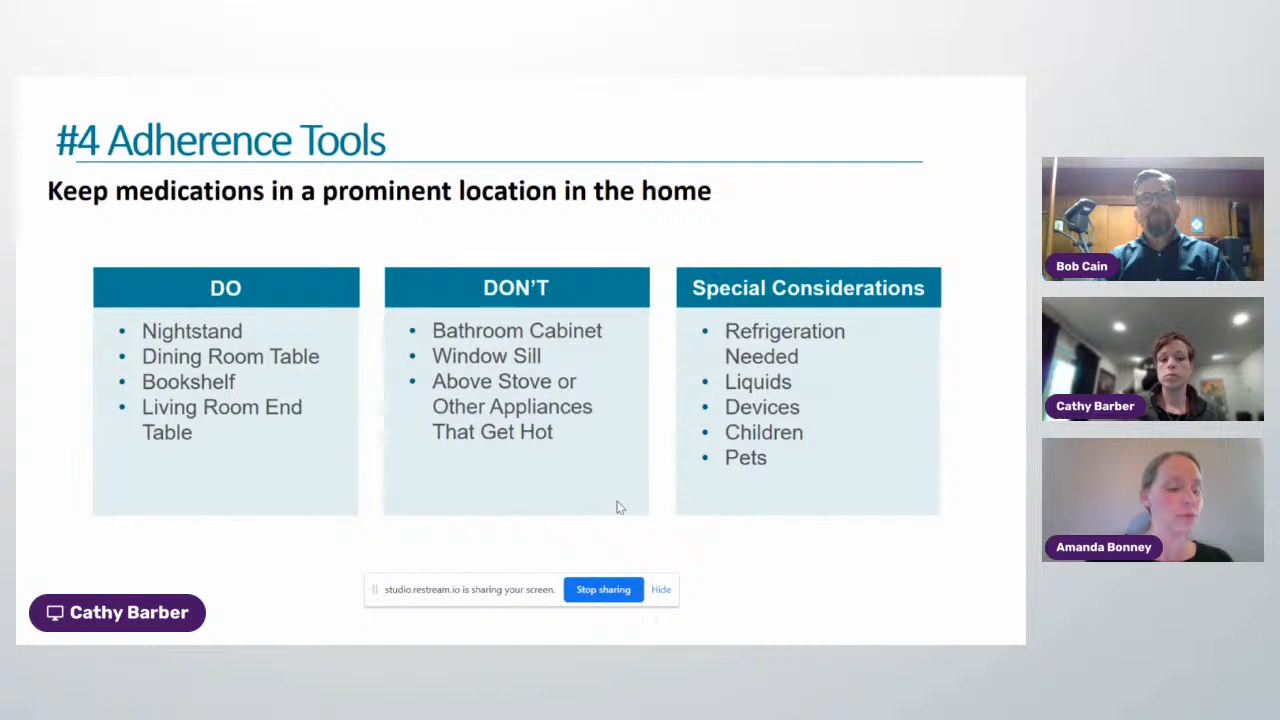 #4 Adherence Tools
Keep medications in a prominent location in the home
DO
• Nightstand
• Dining Room Table
• Bookshelf
• Living Room End
Table
DON'T
• Bathroom Cabinet
• Window Sill
• Above Stove or
Other Appliances
That Get Hot
Special Considerations
• Refrigeration
Needed
• Liquids
• Devices
• Children
• Pets
studio.restream.io is sharing your screen.
Stop sharing
Hide
Cathy Barber
Bob Cain
Cathy Barber
Amanda Bonney